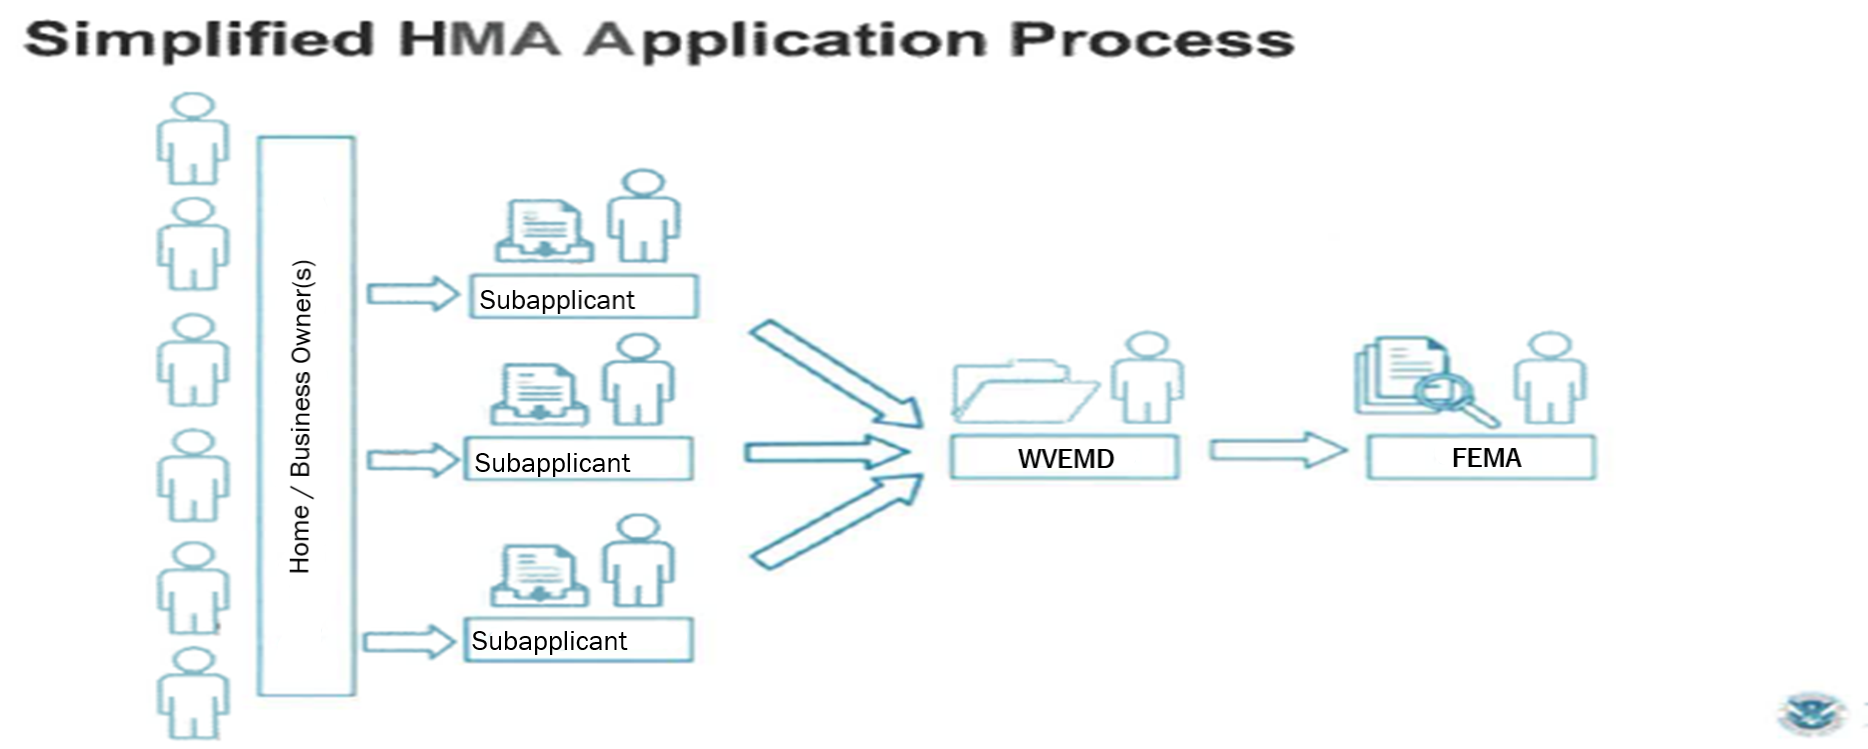 Simplified HMA Application Process
Home / Business Owner(s)
Subapplicant
Subapplicant
Subapplicant
WVEMD
FEMA